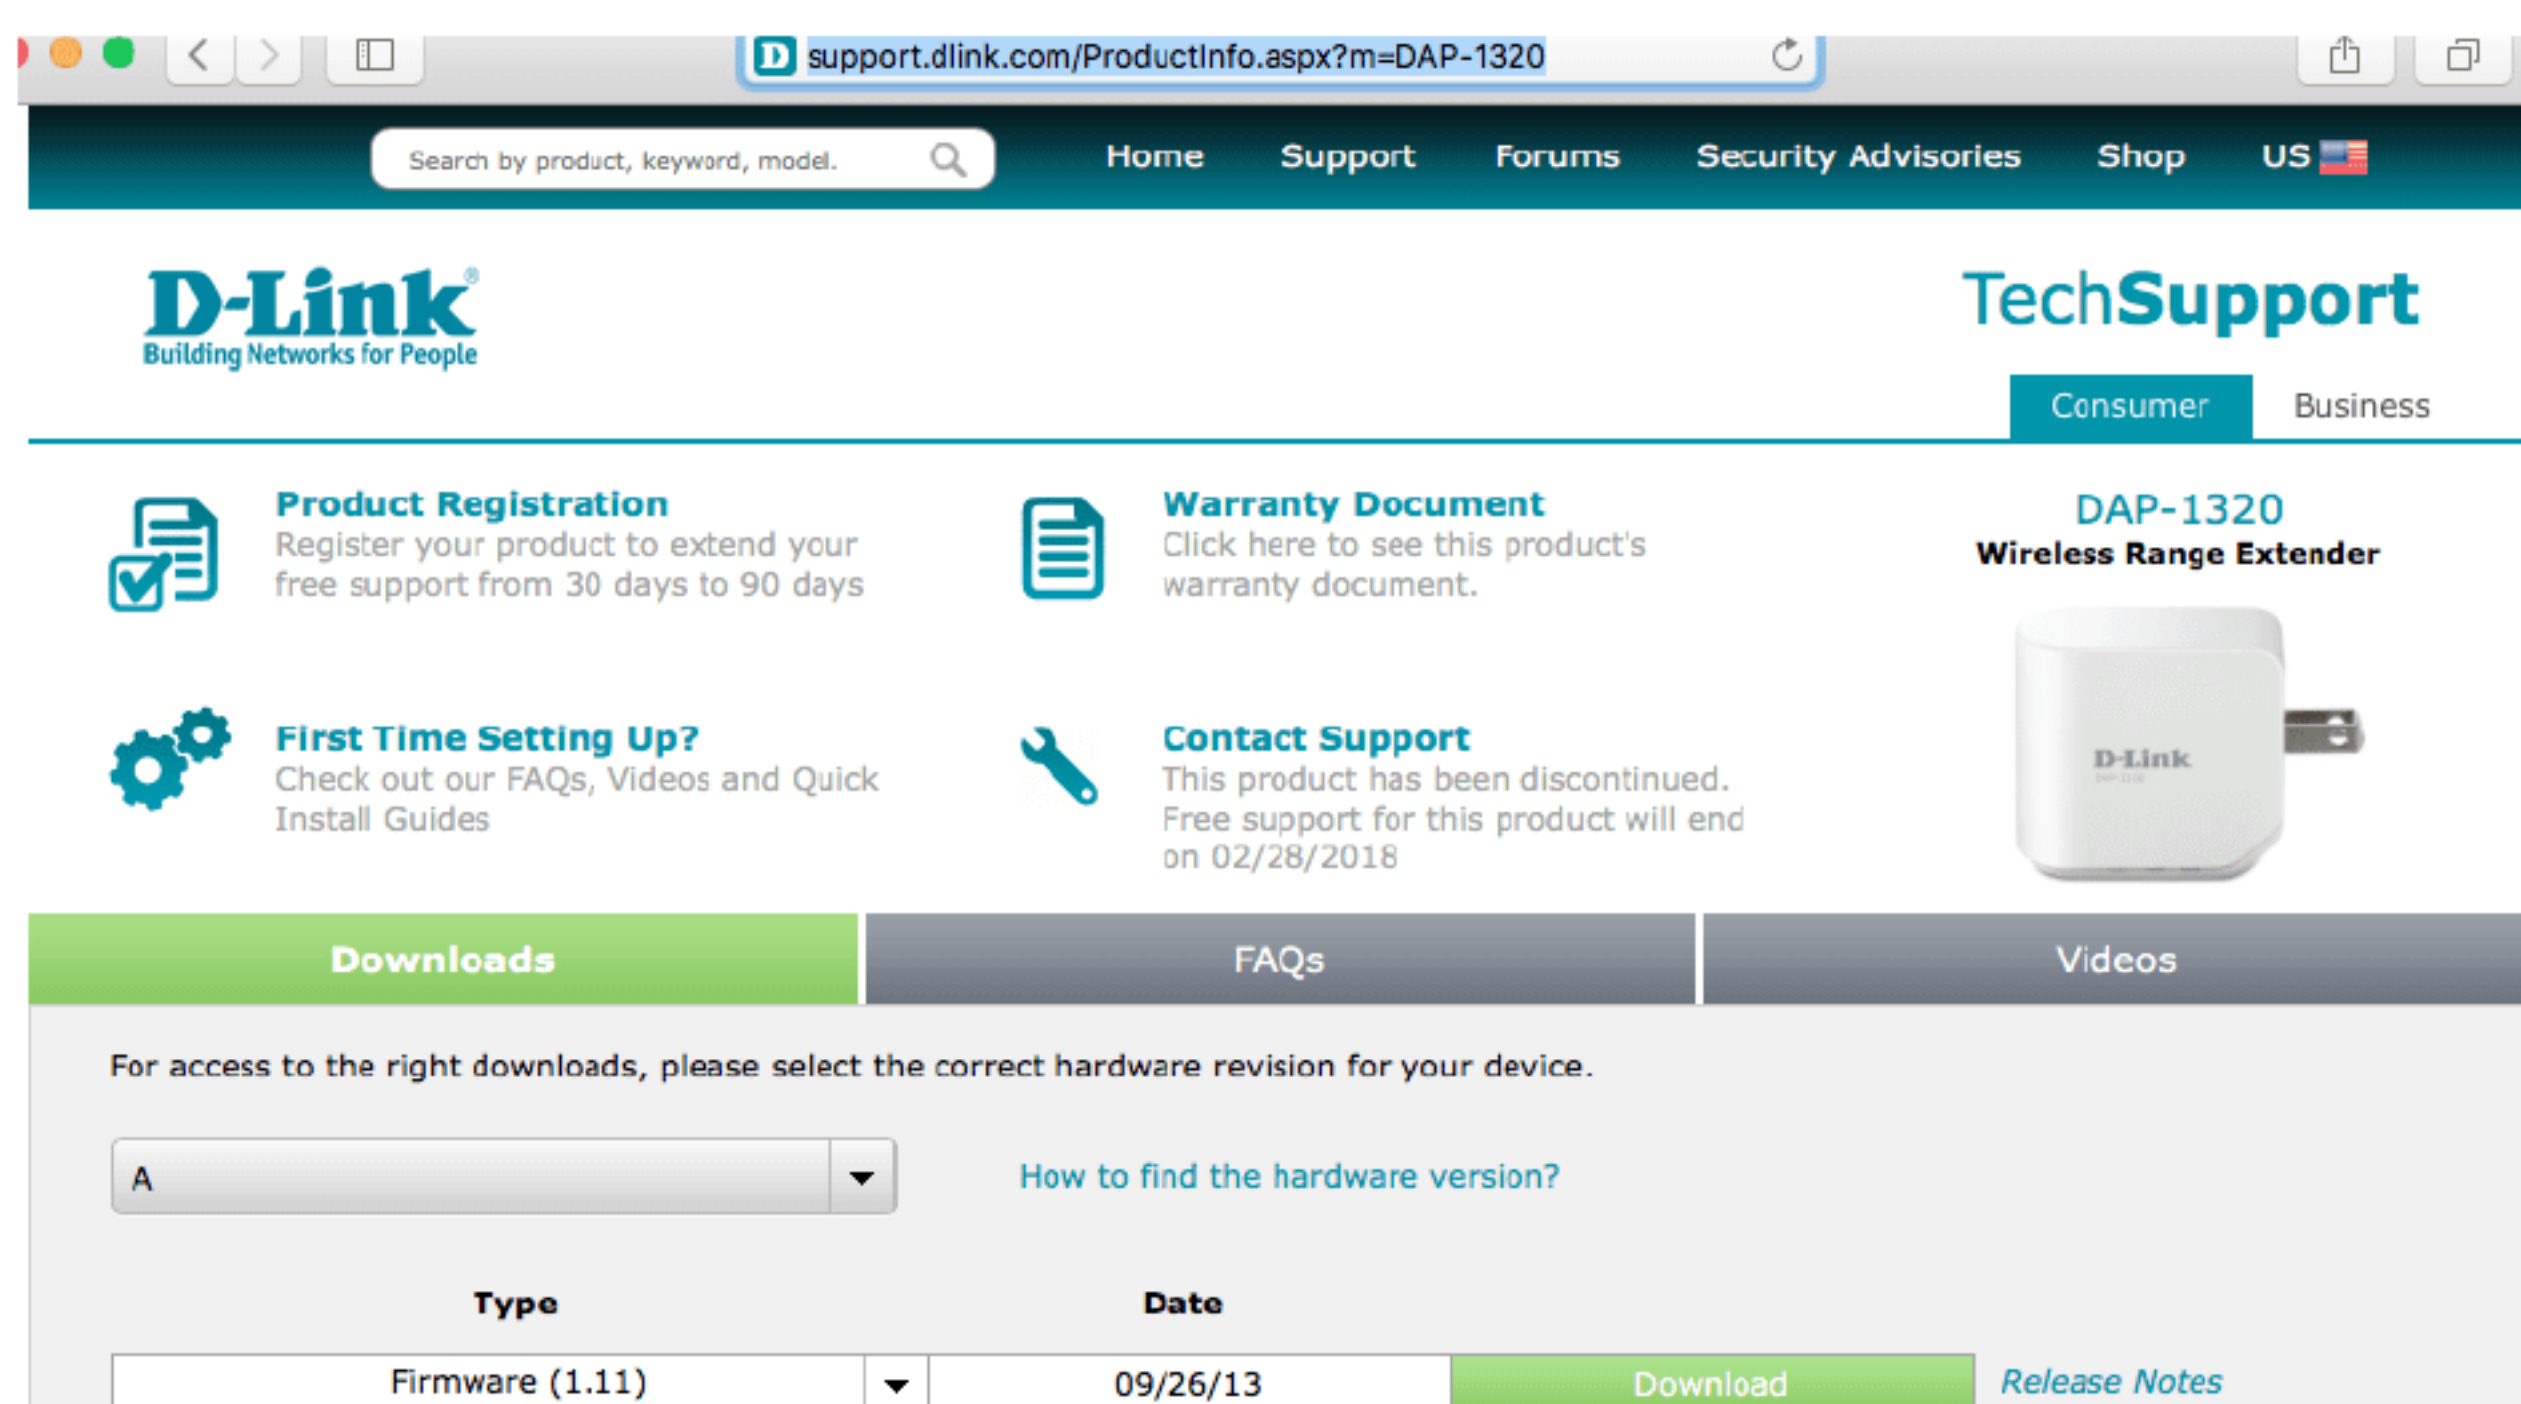 support.dlink.com/ProductInfo.aspx?m=DAP-1320
Search by product, keyword, model.
Home Support Forums Security Advisories Shop US
D-Link®
Building Networks for People
TechSupport
Consumer Business
Product Registration
Register your product to extend your
free support from 30 days to 90 days
Warranty Document
Click here to see this product's
warranty document.
DAP-1320
Wireless Range Extender
First Time Setting Up?
Check out our FAQs, Videos and Quick
Install Guides
Contact Support
This product has been discontinued.
Free support for this product will end
on 02/28/2018
D-Link
Downloads FAQs Videos
For access to the right downloads, please select the correct hardware revision for your device.
A
How to find the hardware version?
Type Date
Firmware (1.11) 09/26/13 Download Release Notes